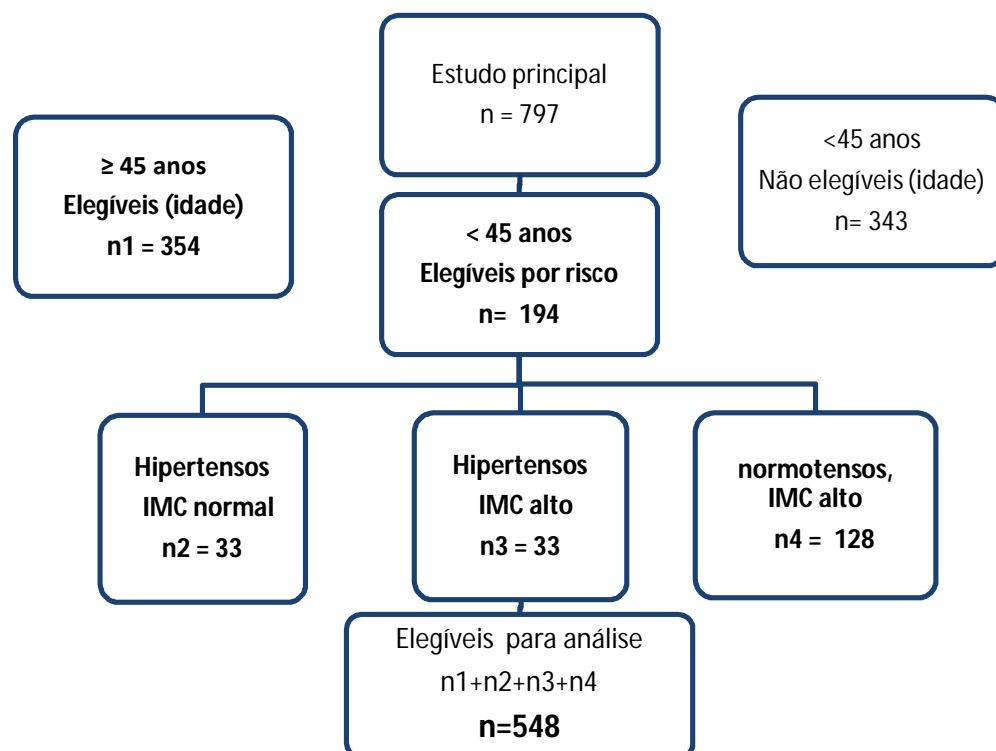 Estudo principal
n = 797
≥ 45 anos
Elegíveis (idade)
n1 = 354
<45 anos
Não elegíveis (idade)
n= 343
< 45 anos
Elegíveis por risco
n= 194
Hipertensos
IMC normal
n2 = 33
Hipertensos
IMC alto
n3 = 33
normotensos,
IMC alto
n4 = 128
Elegíveis para análise
n1+n2+n3+n4
n=548